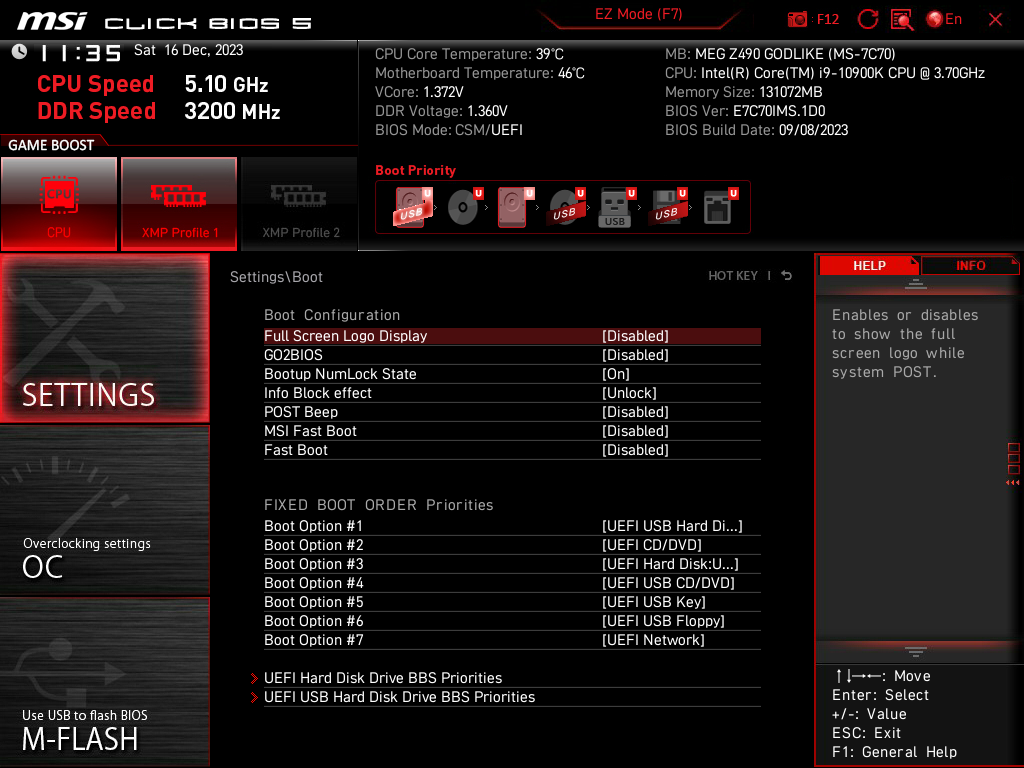 msi CLICK BIOS 5
EZ Mode (F7)
F12
En
11:35 Sat 16 Dec, 2023
CPU Speed 5.10 GHz
DDR Speed 3200 MHz
CPU Core Temperature: 39°C
Motherboard Temperature: 46°C
VCore: 1.372V
DDR Voltage: 1.360V
BIOS Mode: CSM/UEFI
MB: MEG Z490 GODLIKE (MS-7C70)
CPU: Intel(R) Core(TM) i9-10900K CPU @ 3.70GHz
Memory Size: 131072MB
BIOS Ver: E7C70IMS.1D0
BIOS Build Date: 09/08/2023
GAME BOOST
CPU
CPU
XMP Profile 1
XMP Profile 2
Boot Priority
U U U U U U U
USB USB USB USB
SETTINGS
Overclocking settings
OC
Use USB to flash BIOS
M-FLASH
Settings\Boot
HOT KEY |
Boot Configuration
Full Screen Logo Display [Disabled]
GO2BIOS [Disabled]
Bootup NumLock State [On]
Info Block effect [Unlock]
POST Beep [Disabled]
MSI Fast Boot [Disabled]
Fast Boot [Disabled]
FIXED BOOT ORDER Priorities
Boot Option #1 [UEFI USB Hard Di...]
Boot Option #2 [UEFI CD/DVD]
Boot Option #3 [UEFI Hard Disk:U...]
Boot Option #4 [UEFI USB CD/DVD]
Boot Option #5 [UEFI USB Key]
Boot Option #6 [UEFI USB Floppy]
Boot Option #7 [UEFI Network]
UEFI Hard Disk Drive BBS Priorities
UEFI USB Hard Disk Drive BBS Priorities
HELP
INFO
Enables or disables
to show the full
screen logo while
system POST.
↑↓→←: Move
Enter: Select
+/-: Value
ESC: Exit
F1: General Help